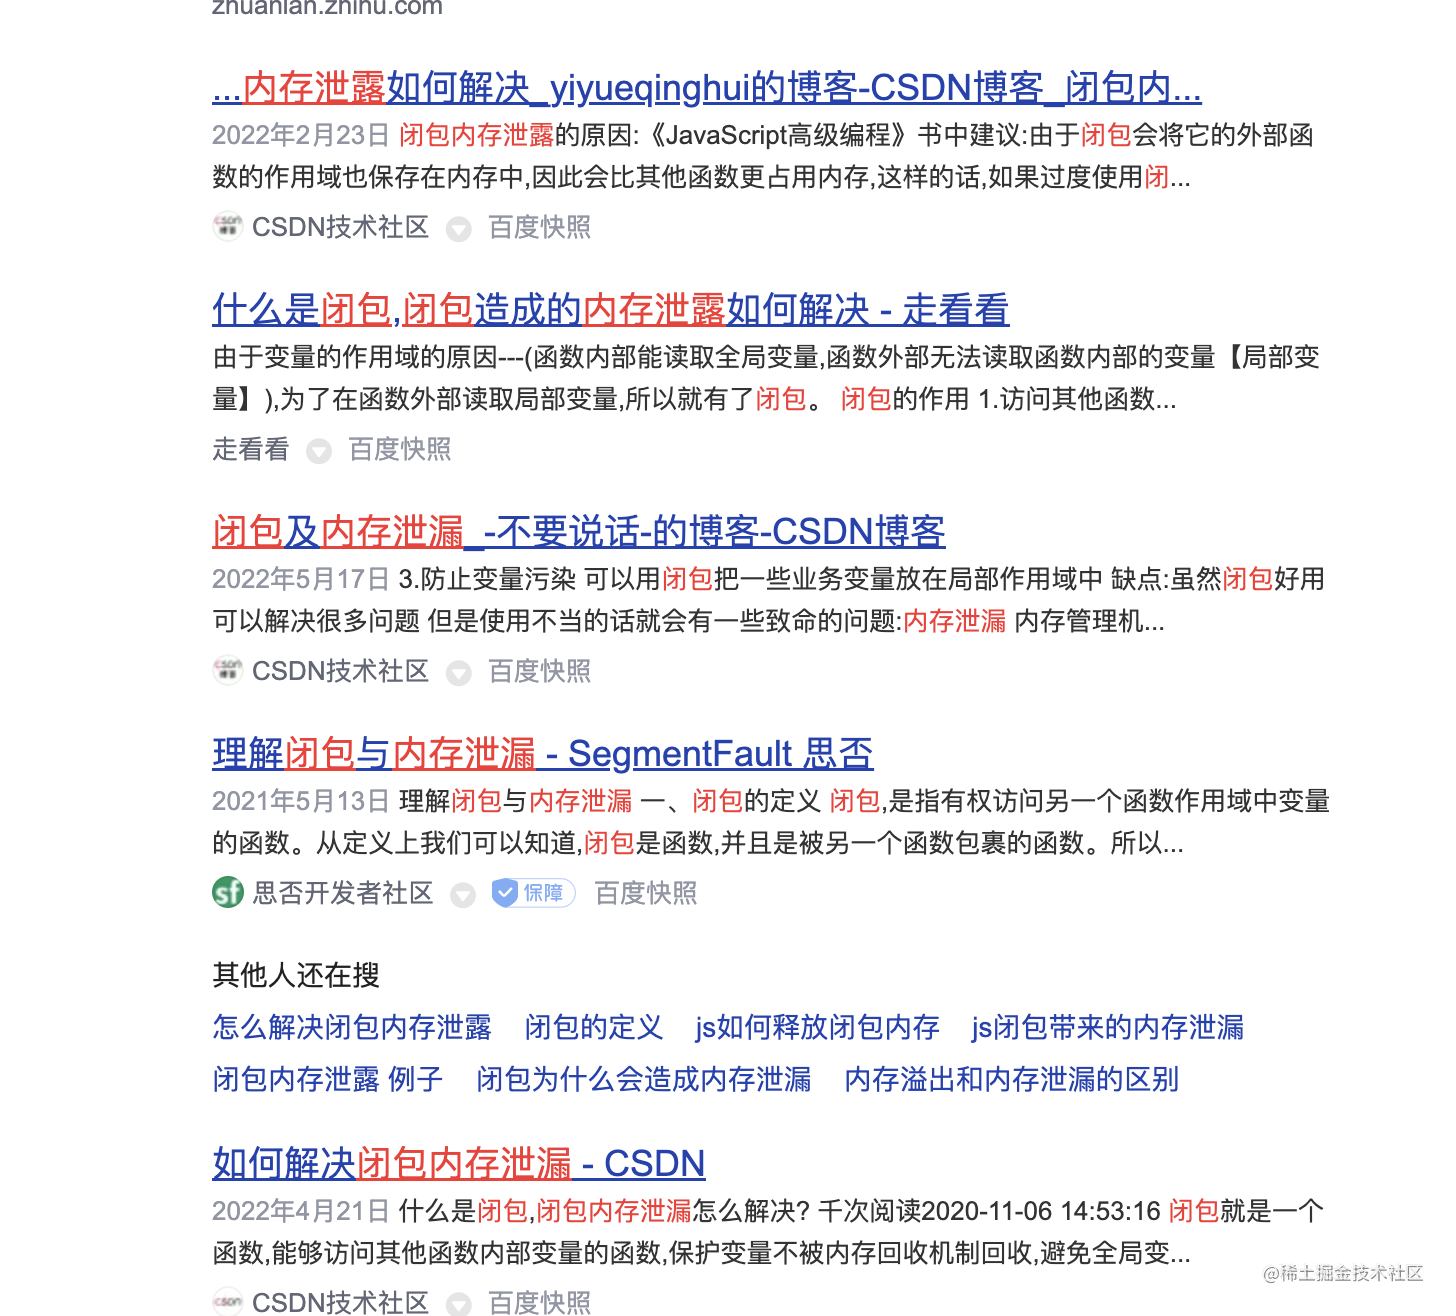 zhuanlan.zhihu.com
...内存泄露如何解决_yiyueqinghui的博客-CSDN博客_闭包内...
2022年2月23日 闭包内存泄露的原因:《JavaScript高级编程》书中建议:由于闭包会将它的外部函
数的作用域也保存在内存中,因此会比其他函数更占用内存,这样的话,如果过度使用闭...
CSDN技术社区 百度快照
什么是闭包,闭包造成的内存泄露如何解决 - 走看看
由于变量的作用域的原因---(函数内部能读取全局变量,函数外部无法读取函数内部的变量【局部变
量】),为了在函数外部读取局部变量,所以就有了闭包。 闭包的作用 1.访问其他函数...
走看看 百度快照
闭包及内存泄漏_-不要说话-的博客-CSDN博客
2022年5月17日 3.防止变量污染 可以用闭包把一些业务变量放在局部作用域中 缺点:虽然闭包好用
可以解决很多问题 但是使用不当的话就会有一些致命的问题:内存泄漏 内存管理机...
CSDN技术社区 百度快照
理解闭包与内存泄漏 - SegmentFault 思否
2021年5月13日 理解闭包与内存泄漏 一、闭包的定义 闭包,是指有权访问另一个函数作用域中变量
的函数。从定义上我们可以知道,闭包是函数,并且是被另一个函数包裹的函数。所以...
sf 思否开发者社区 保障 百度快照
其他人还在搜
怎么解决闭包内存泄露 闭包的定义 js如何释放闭包内存 js闭包带来的内存泄漏
闭包内存泄露 例子 闭包为什么会造成内存泄漏 内存溢出和内存泄漏的区别
如何解决闭包内存泄漏 - CSDN
2022年4月21日 什么是闭包,闭包内存泄漏怎么解决? 千次阅读2020-11-06 14:53:16 闭包就是一个
函数,能够访问其他函数内部变量的函数,保护变量不被内存回收机制回收,避免全局变...
CSDN技术社区 百度快照
@稀土掘金技术社区